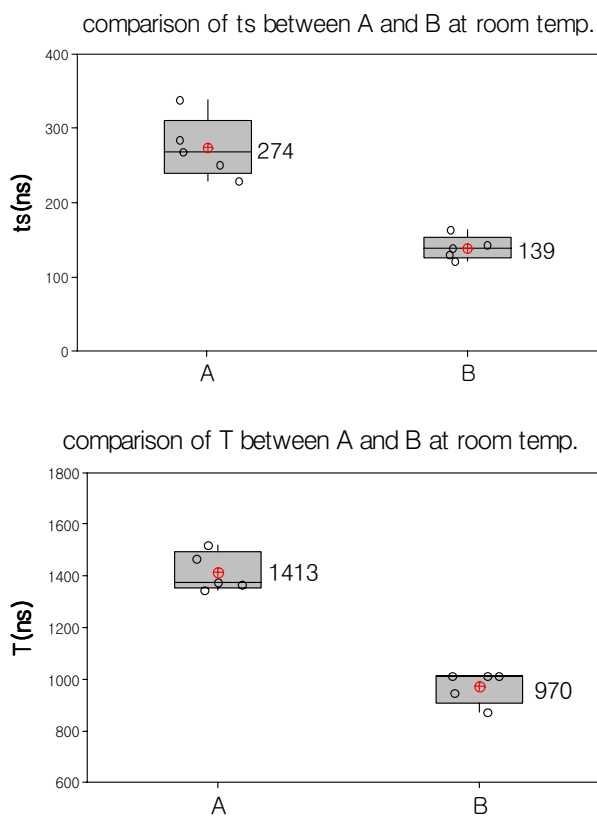 comparison of ts between A and B at room temp.
400
300
200
100
0
ts(ns)
274
139
A
B
comparison of T between A and B at room temp.
1800
1600
1400
1200
1000
800
600
T(ns)
1413
970
A
B